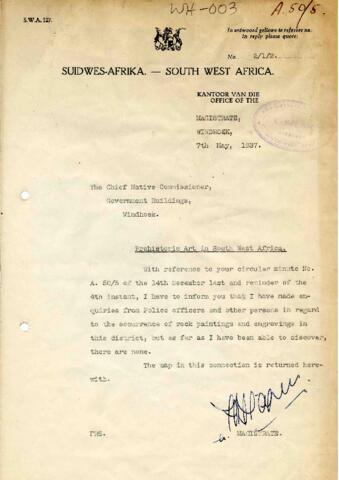 WH-003
A 50/5.
S.W.A. 127.
In antwoord gelieve te refereer no.
In reply please quote:
No. 2/1/2.
SUIDWES-AFRIKA. — SOUTH WEST AFRICA.
KANTOOR VAN DIE
OFFICE OF THE
MAGISTRATE,
WINDHOEK,
7th May, 1937.
The Chief Native Commissioner,
Government Buildings,
Windhoek.
Prehistoric Art in South West Africa.
With reference to your circular minute No.
A. 50/5 of the 14th December last and reminder of the
4th instant, I have to inform you that I have made en-
quiries from Police officers and other persons in regard
to the occurrence of rock paintings and engravings in
this district, but as far as I have been able to discover,
there are none.
The map in this connection is returned here-
with.
MAGISTRATE.